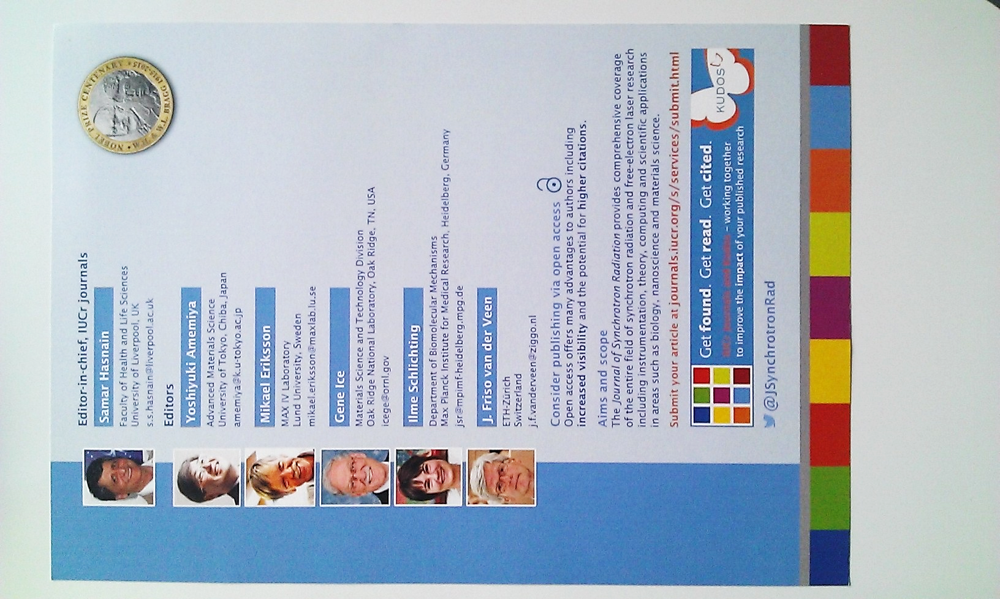 NOBEL PRIZE CENTENARY • 1915-2015
W.H. & W.L. BRAGG
Editor-in-chief, IUCr journals
Samar Hasnain
Faculty of Health and Life Sciences
University of Liverpool, UK
s.s.hasnain@liverpool.ac.uk
Editors
Yoshiyuki Amemiya
Advanced Materials Science
University of Tokyo, Chiba, Japan
amemiya@k.u-tokyo.ac.jp
Mikael Eriksson
MAX IV Laboratory
Lund University, Sweden
mikael.eriksson@maxlab.lu.se
Gene Ice
Materials Science and Technology Division
Oak Ridge National Laboratory, Oak Ridge, TN, USA
icege@ornl.gov
Ilme Schlichting
Department of Biomolecular Mechanisms
Max Planck Institute for Medical Research, Heidelberg, Germany
jsr@mpimf-heidelberg.mpg.de
J. Friso van der Veen
ETH-Zürich
Switzerland
j.f.vanderveen@ziggo.nl
Consider publishing via open access
Open access offers many advantages to authors including
increased visibility and the potential for higher citations.
Aims and scope
The Journal of Synchrotron Radiation provides comprehensive coverage
of the entire field of synchrotron radiation and free-electron laser research
including instrumentation, theory, computing and scientific applications
in areas such as biology, nanoscience and materials science.
Submit your article at journals.iucr.org/s/services/submit.html
Get found. Get read. Get cited.
IUCr Journals and Kudos – working together
to improve the impact of your published research
KUDOS
@JSynchrotronRad